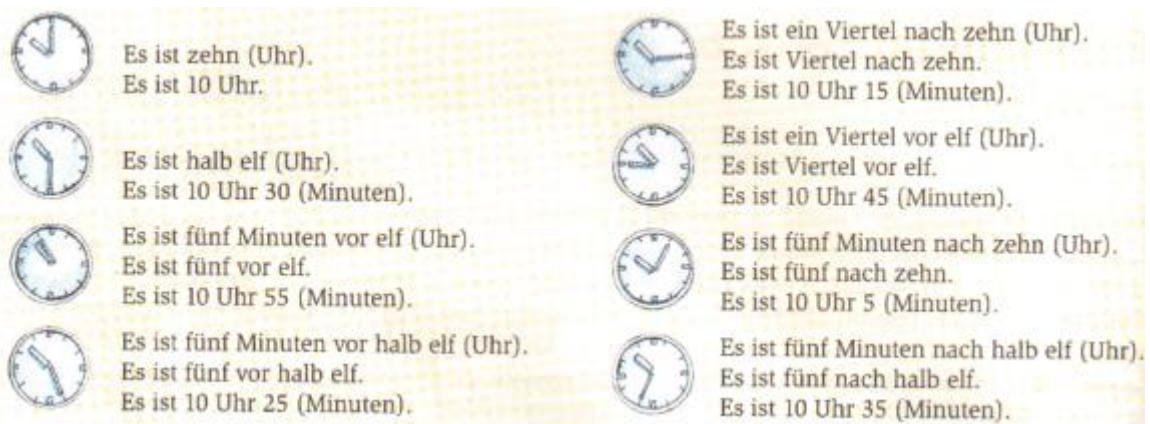 Es ist zehn (Uhr).
Es ist 10 Uhr.
Es ist halb elf (Uhr).
Es ist 10 Uhr 30 (Minuten).
Es ist fünf Minuten vor elf (Uhr).
Es ist fünf vor elf.
Es ist 10 Uhr 55 (Minuten).
Es ist fünf Minuten vor halb elf (Uhr).
Es ist fünf vor halb elf.
Es ist 10 Uhr 25 (Minuten).
Es ist ein Viertel nach zehn (Uhr).
Es ist Viertel nach zehn.
Es ist 10 Uhr 15 (Minuten).
Es ist ein Viertel vor elf (Uhr).
Es ist Viertel vor elf.
Es ist 10 Uhr 45 (Minuten).
Es ist fünf Minuten nach zehn (Uhr).
Es ist fünf nach zehn.
Es ist 10 Uhr 5 (Minuten).
Es ist fünf Minuten nach halb elf (Uhr).
Es ist fünf nach halb elf.
Es ist 10 Uhr 35 (Minuten).